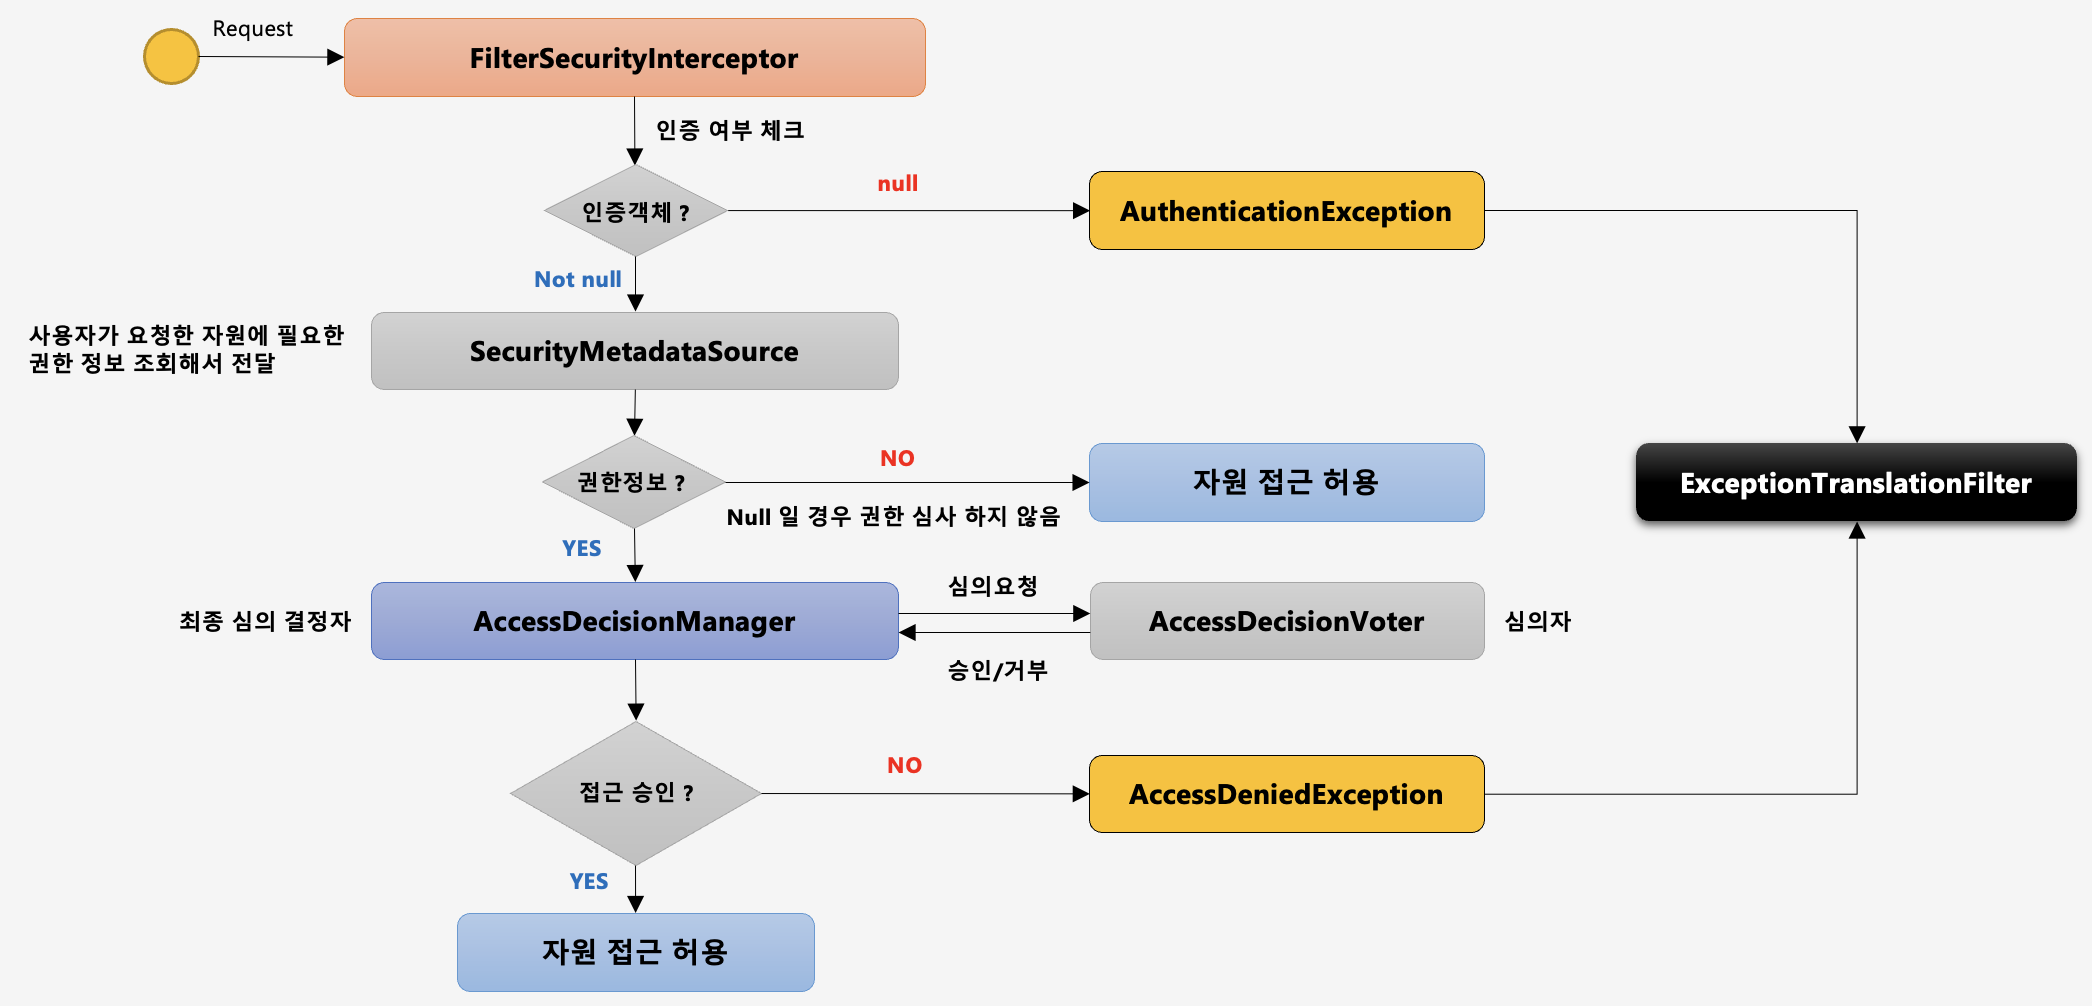 Request
FilterSecurityInterceptor
인증 여부 체크
인증객체 ?
null
AuthenticationException
Not null
사용자가 요청한 자원에 필요한
권한 정보 조회해서 전달
SecurityMetadataSource
권한정보 ?
NO
Null 일 경우 권한 심사 하지 않음
자원 접근 허용
ExceptionTranslationFilter
YES
최종 심의 결정자
AccessDecisionManager
심의요청
승인/거부
AccessDecisionVoter
심의자
접근 승인 ?
NO
AccessDeniedException
YES
자원 접근 허용